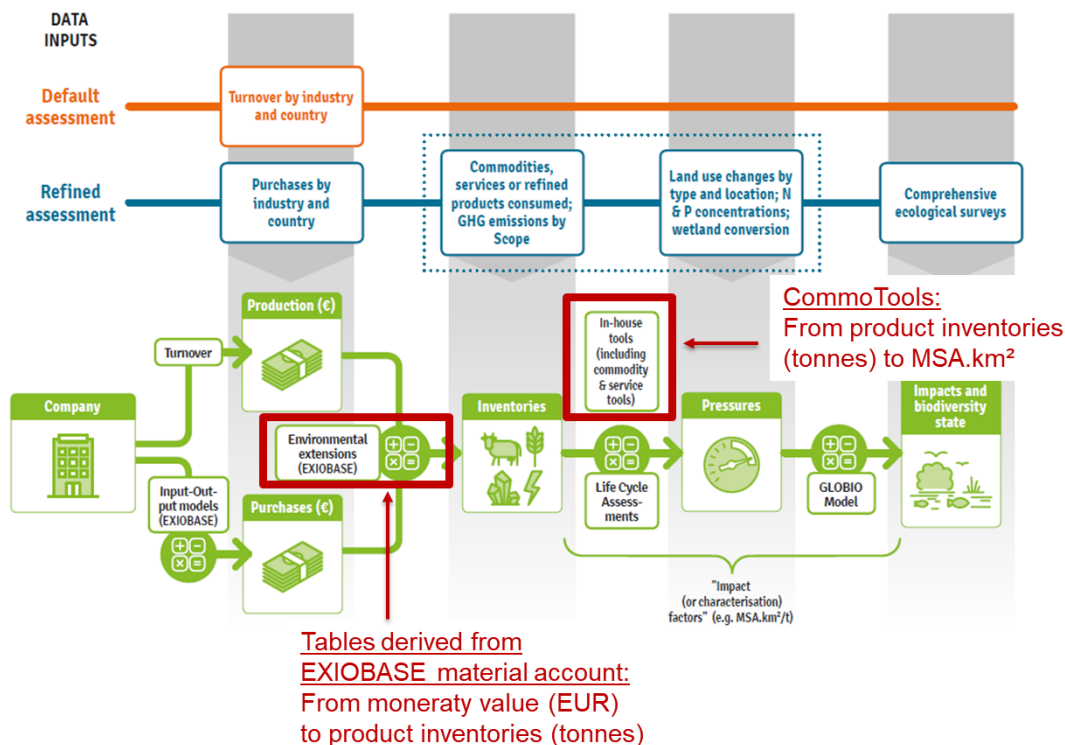 DATA
INPUTS
Default
assessment
Turnover by industry
and country
Refined
assessment
Purchases by
industry and
country
Commodities,
services or refined
products consumed;
GHG emissions by
Scope
Land use changes by
type and location; N
& P concentrations;
wetland conversion
Comprehensive
ecological surveys
CommoTools:
From product inventories
(tonnes) to MSA.km²
In-house
tools
(including
commodity
& service
tools)
Production (€)
Turnover
Company
Environmental
extensions
(EXIOBASE)
Inventories
Pressures
Impacts and
biodiversity
state
Input-Out-
put models
(EXIOBASE)
Purchases (€)
Life Cycle
Assess-
ments
GLOBIO
Model
"Impact
(or characterisation)
factors" (e.g. MSA.km²/t)
Tables derived from
EXIOBASE material account:
From moneraty value (EUR)
to product inventories (tonnes)